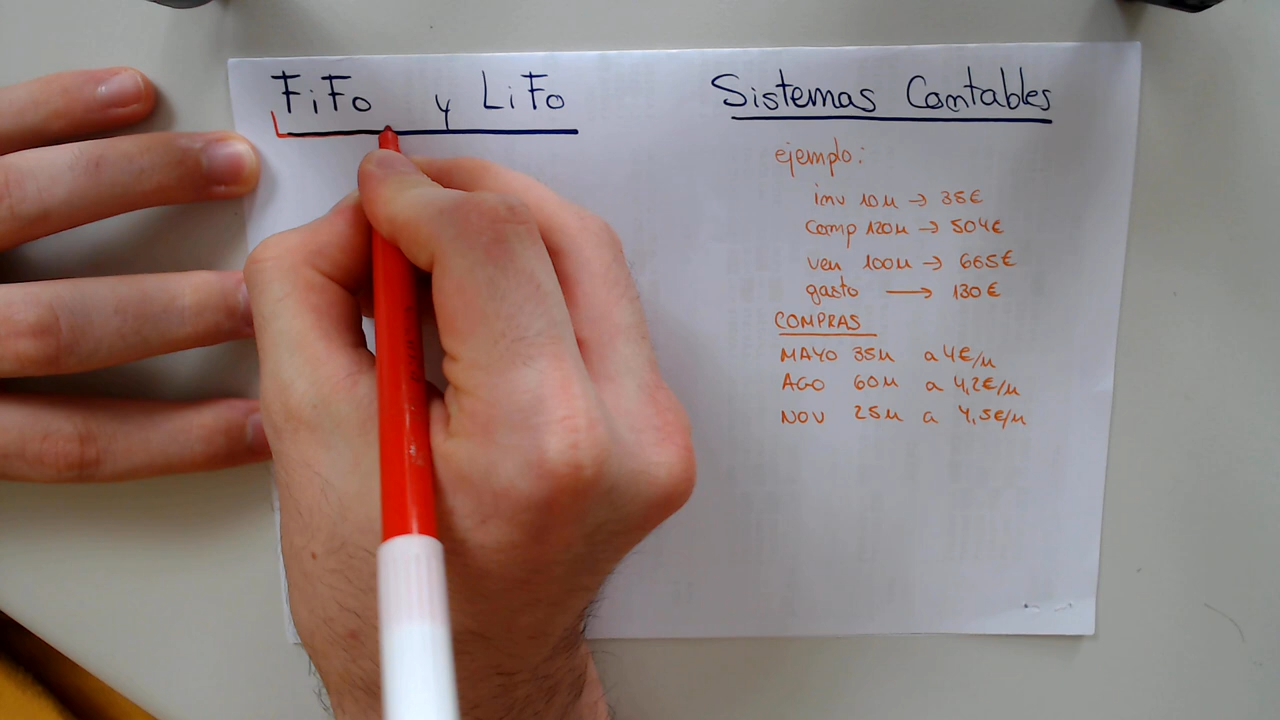 FiFo y LiFo
Sistemas Contables
ejemplo:
inv 10u → 35€
Comp 120u → 504€
ven 100u → 665€
gasto → 130€
COMPRAS
MAYO 35u a 4€/u
AGO 60u a 4,2€/u
NOV 25u a 4,5€/u